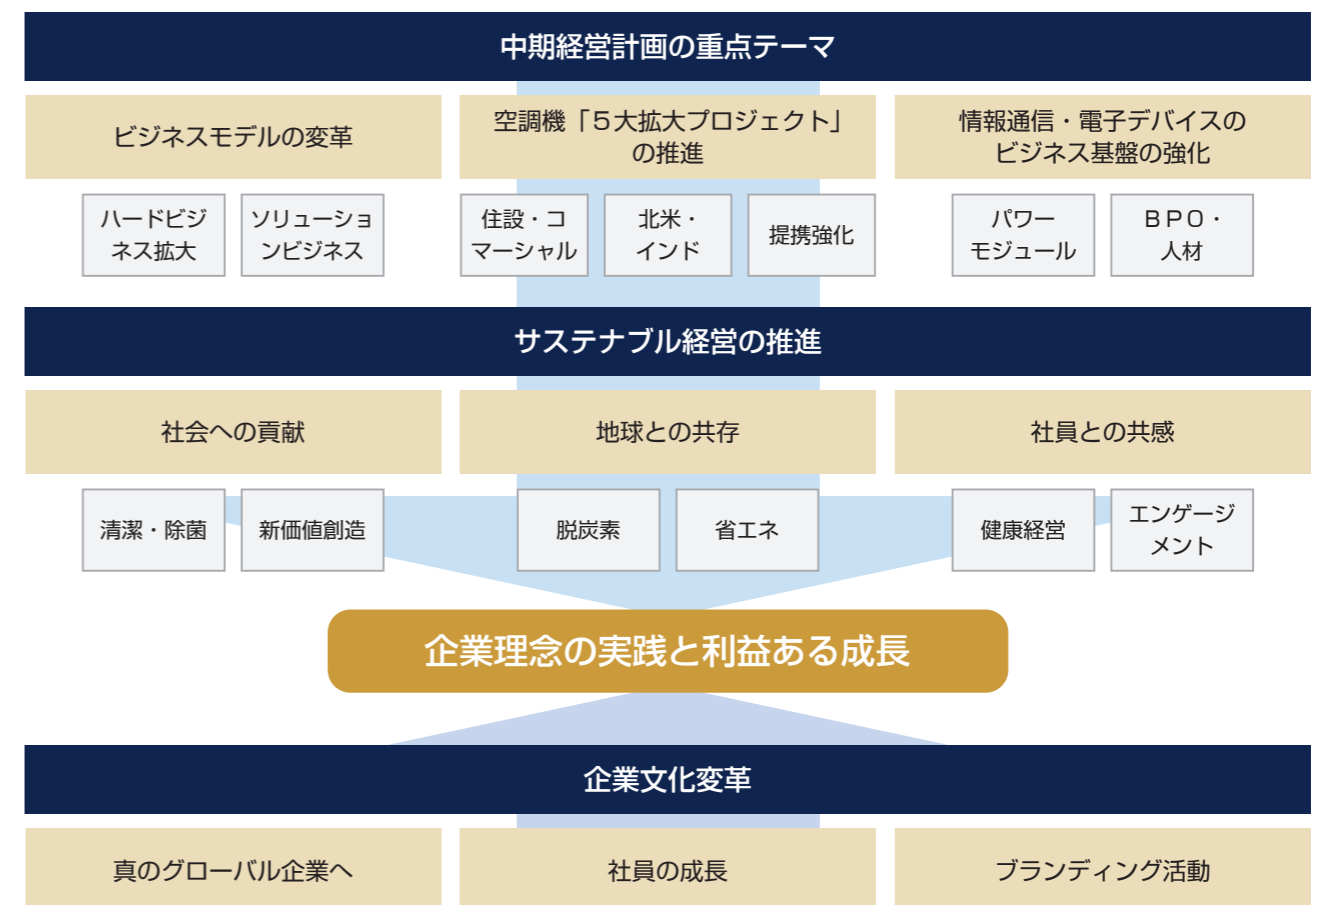 中期経営計画の重点テーマ
ビジネスモデルの変革
空調機「５大拡大プロジェクト」
の推進
情報通信・電子デバイスの
ビジネス基盤の強化
ハードビジ
ネス拡大
ソリューショ
ンビジネス
住設・コ
マーシャル
北米・
インド
提携強化
パワー
モジュール
ＢＰＯ・
人材
サステナブル経営の推進
社会への貢献
地球との共存
社員との共感
清潔・除菌
新価値創造
脱炭素
省エネ
健康経営
エンゲージ
メント
企業理念の実践と利益ある成長
企業文化変革
真のグローバル企業へ
社員の成長
ブランディング活動